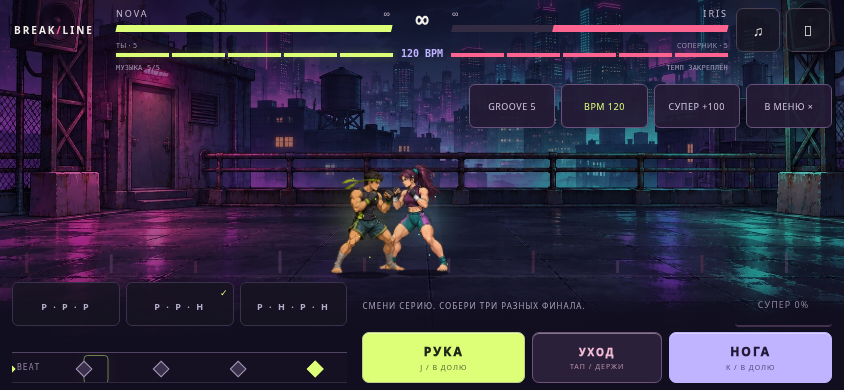 BREAK/LINE
NOVA ∞
∞
∞ IRIS
♫
ТЫ · 5
СОПЕРНИК · 5
120 BPM
МУЗЫКА 5/5
ТЕМП ЗАКРЕПЛЁН
GROOVE 5
BPM 120
СУПЕР +100
В МЕНЮ ×
Р · Р · Р
Р · Р · Н ✓
Р · Н · Р · Н
СМЕНИ СЕРИЮ. СОБЕРИ ТРИ РАЗНЫХ ФИНАЛА.
СУПЕР 0%
BEAT
РУКА
J / В ДОЛЮ
УХОД
ТАП / ДЕРЖИ
НОГА
K / В ДОЛЮ